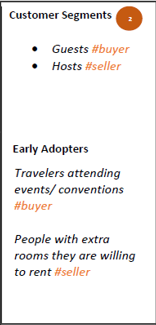 Customer Segments 2
• Guests #buyer
• Hosts #seller
Early Adopters
Travelers attending
events/ conventions
#buyer
People with extra
rooms they are willing
to rent #seller